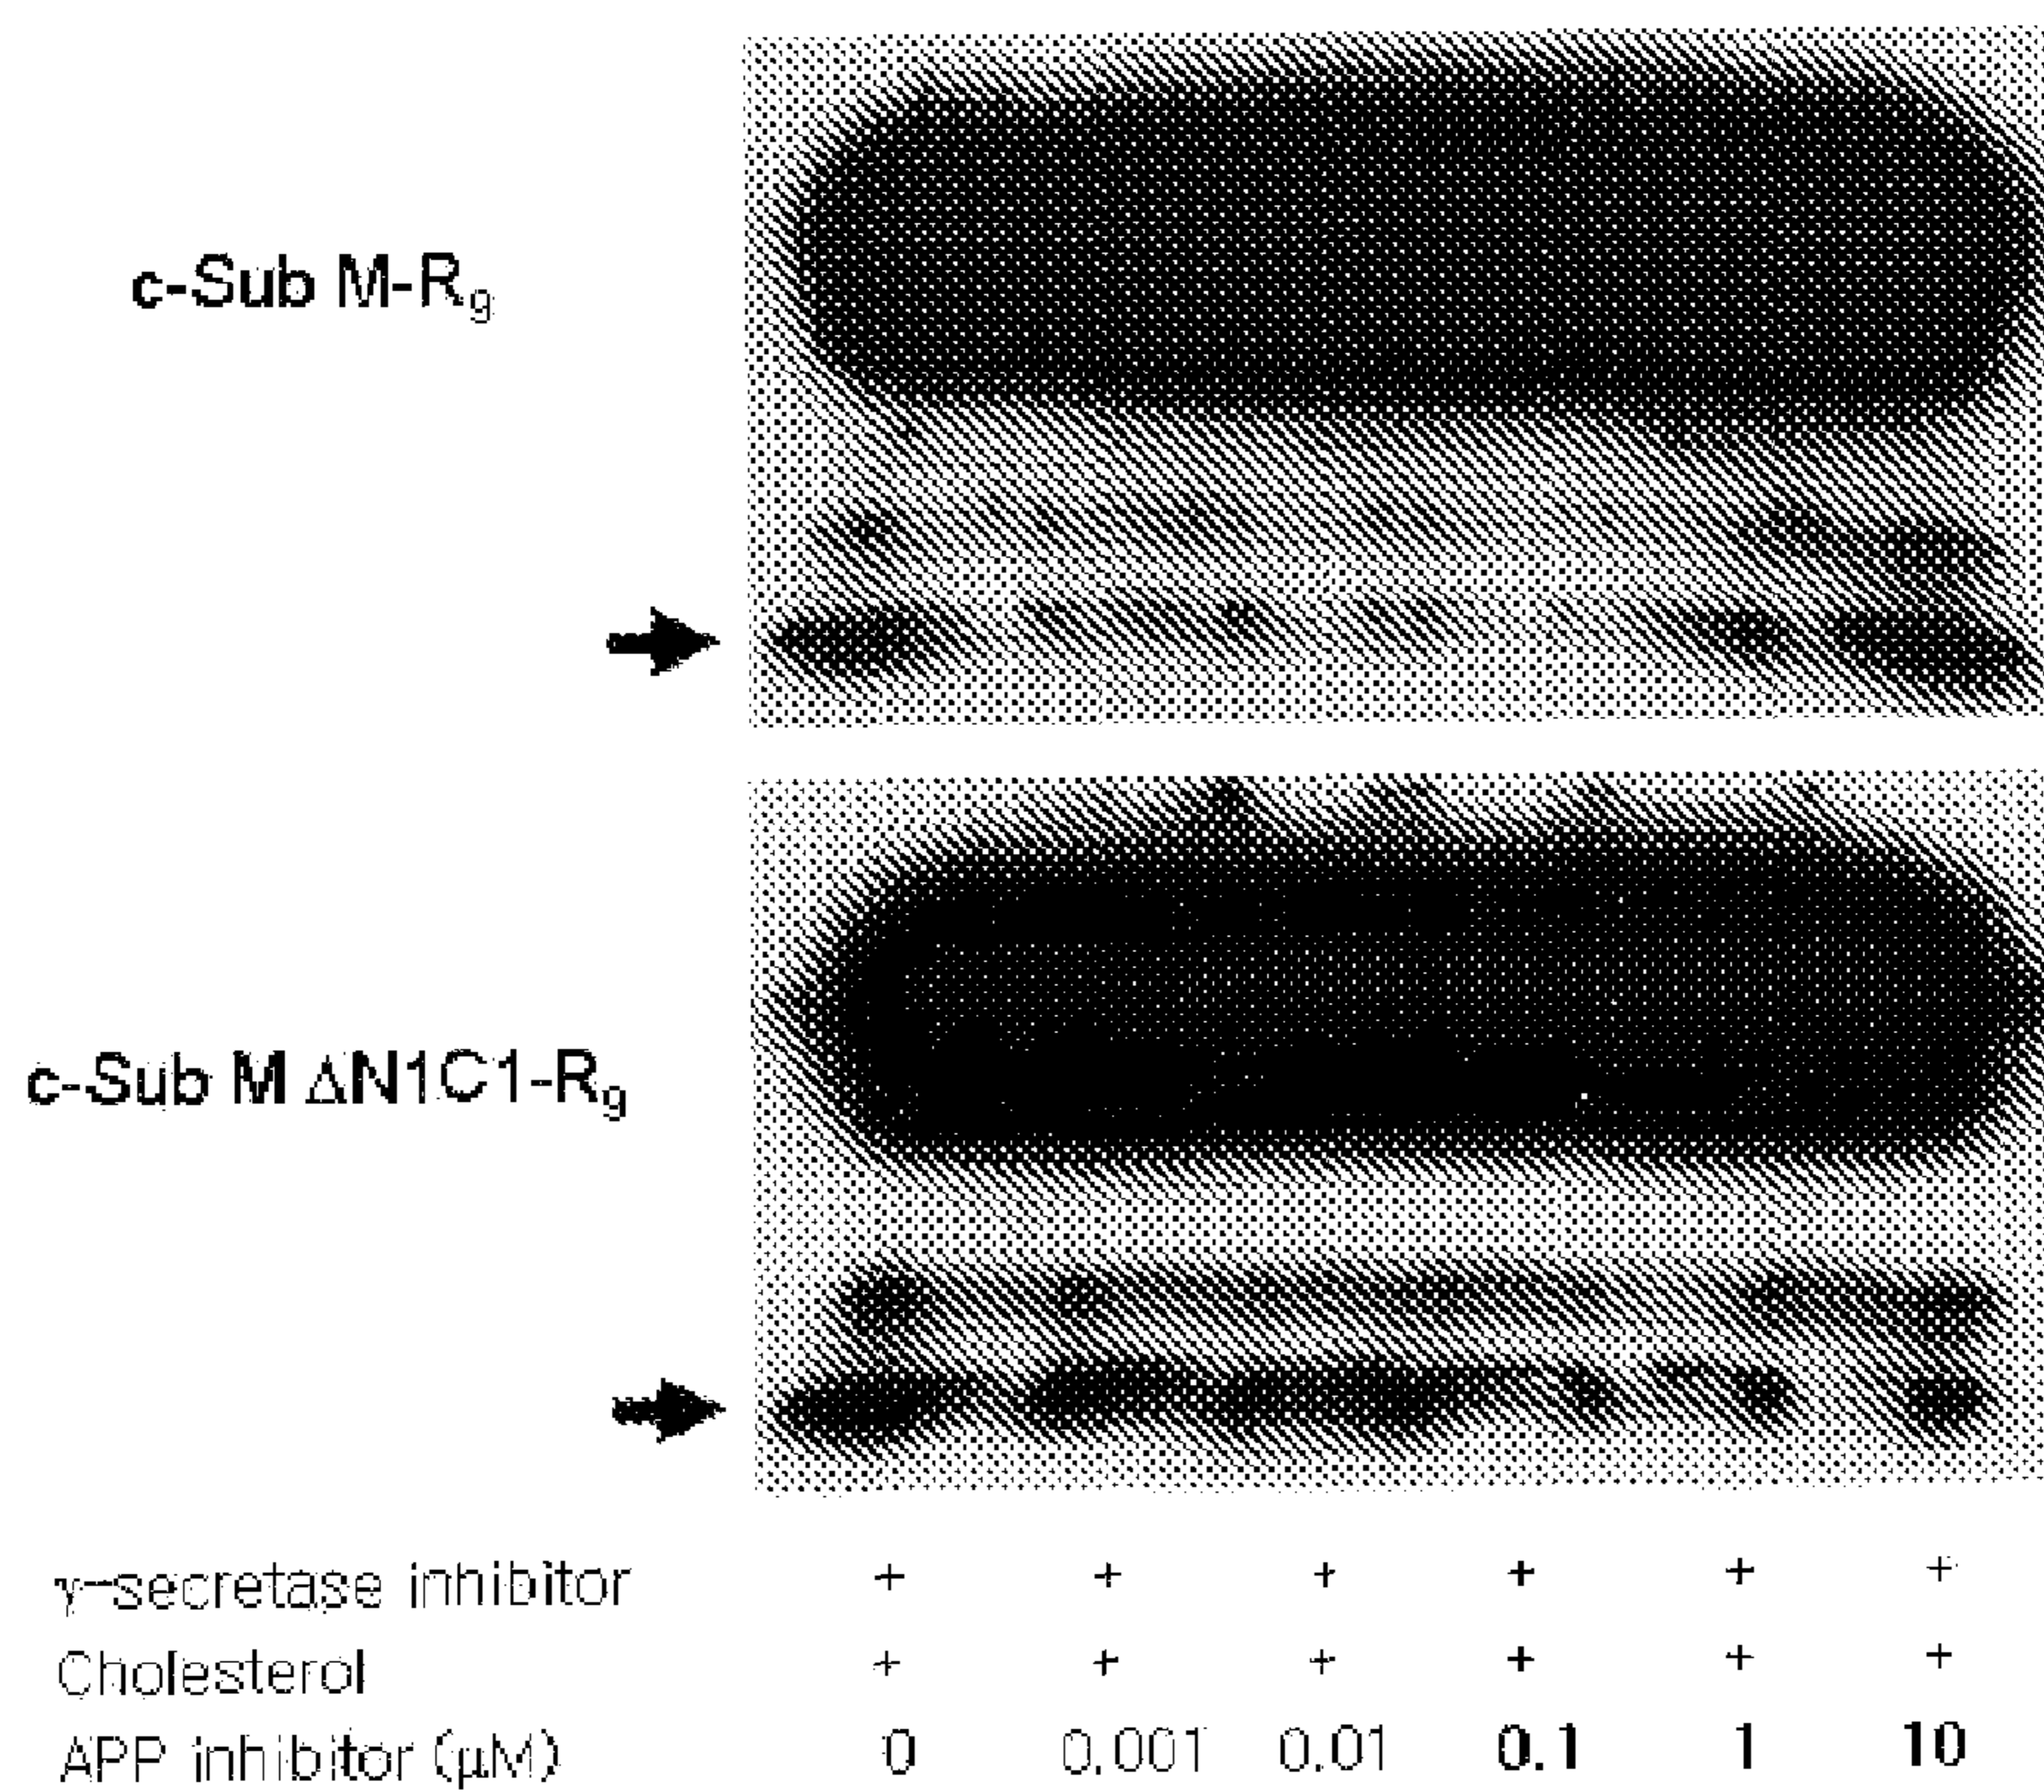 c-Sub M-R₉
c-Sub M ΔN1C1-R₉
γ-secretase inhibitor + + + + + +
Cholesterol + + + + + +
APP inhibitor (μM) 0 0.001 0.01 0.1 1 10